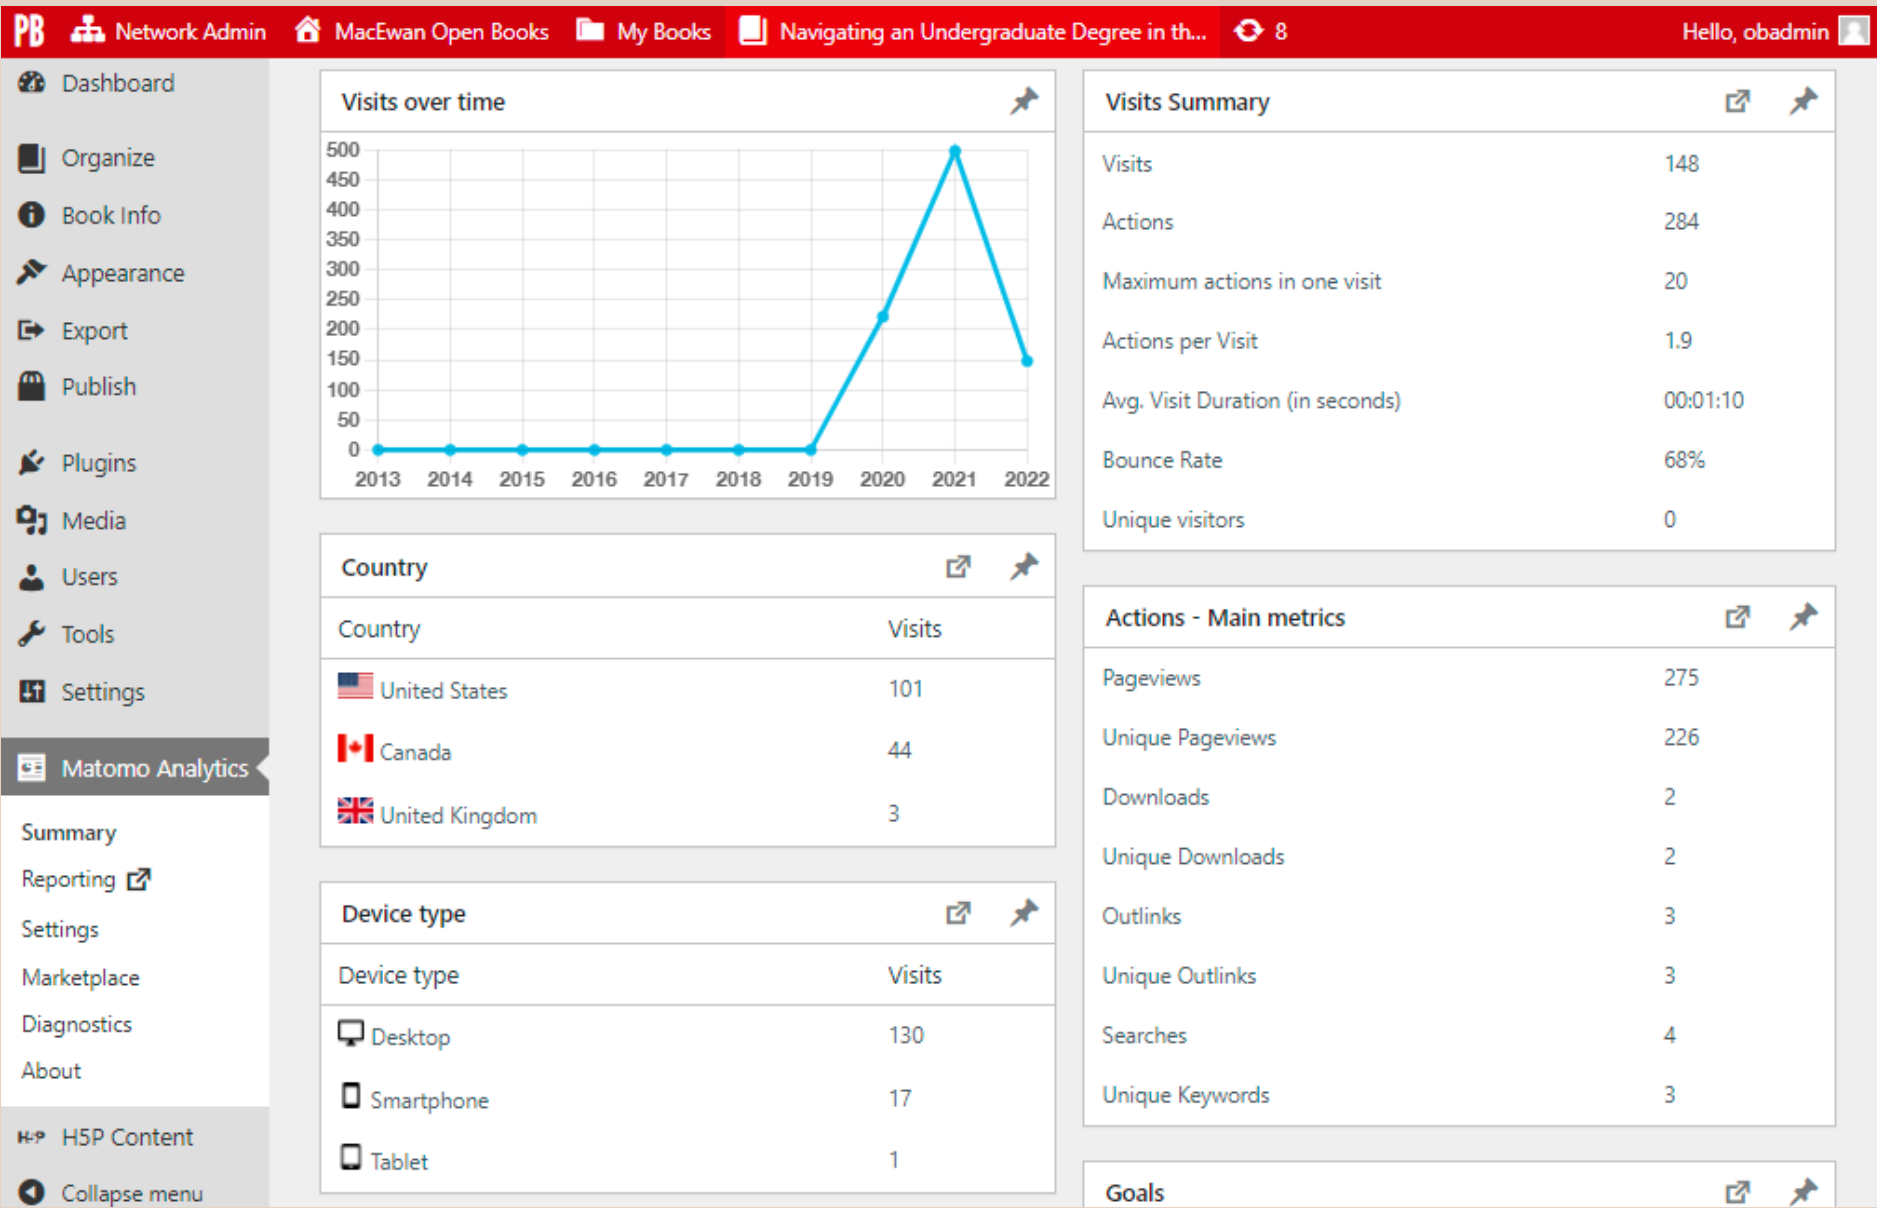 PB Network Admin MacEwan Open Books My Books Navigating an Undergraduate Degree in th... 8 Hello, obadmin
Dashboard
Organize
Book Info
Appearance
Export
Publish
Plugins
Media
Users
Tools
Settings
Matomo Analytics
Summary
Reporting
Settings
Marketplace
Diagnostics
About
H-P H5P Content
Collapse menu
Visits over time
500
450
400
350
300
250
200
150
100
50
0
2013 2014 2015 2016 2017 2018 2019 2020 2021 2022
Country
Country Visits
United States 101
Canada 44
United Kingdom 3
Device type
Device type Visits
Desktop 130
Smartphone 17
Tablet 1
Visits Summary
Visits 148
Actions 284
Maximum actions in one visit 20
Actions per Visit 1.9
Avg. Visit Duration (in seconds) 00:01:10
Bounce Rate 68%
Unique visitors 0
Actions - Main metrics
Pageviews 275
Unique Pageviews 226
Downloads 2
Unique Downloads 2
Outlinks 3
Unique Outlinks 3
Searches 4
Unique Keywords 3
Goals